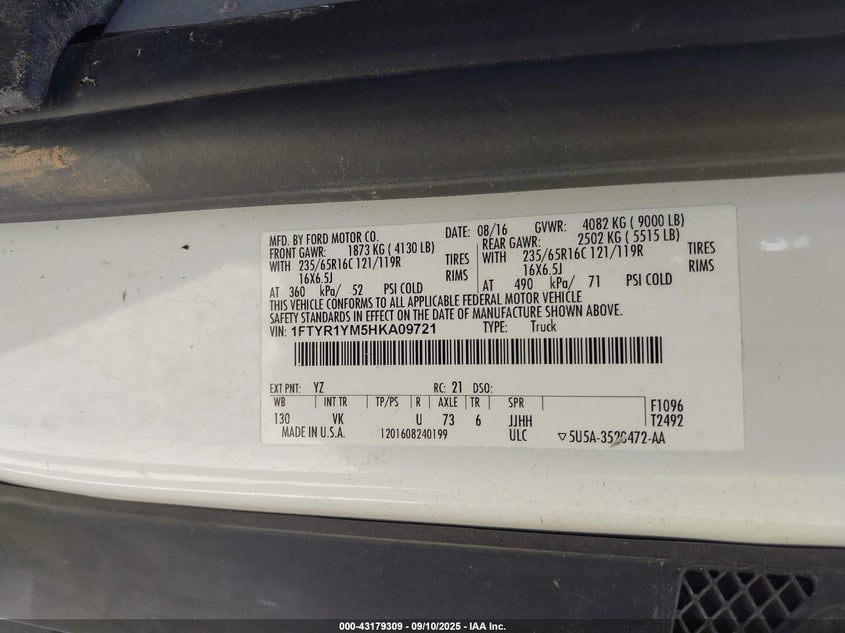 MFD. BY FORD MOTOR CO. DATE: 08/16 GVWR: 4082 KG ( 9000 LB)
FRONT GAWR: 1873 KG ( 4130 LB) REAR GAWR: 2502 KG ( 5515 LB)
WITH 235/65R16C 121/119R TIRES WITH 235/65R16C 121/119R TIRES
16X6.5J RIMS 16X6.5J RIMS
AT 360 kPa/ 52 PSI COLD AT 490 kPa/ 71 PSI COLD
THIS VEHICLE CONFORMS TO ALL APPLICABLE FEDERAL MOTOR VEHICLE
SAFETY STANDARDS IN EFFECT ON THE DATE OF MANUFACTURE SHOWN ABOVE.
VIN: 1FTYR1YM5HKA09721 TYPE: Truck
EXT PNT: YZ RC: 21 DSO:
WB INT TR TP/PS R AXLE TR SPR F1096
130 VK U 73 6 JJHH T2492
MADE IN U.S.A. 1201608240199 ULC ▽5U5A-3520472-AA
000-43179309 - 09/10/2025 - IAA Inc.